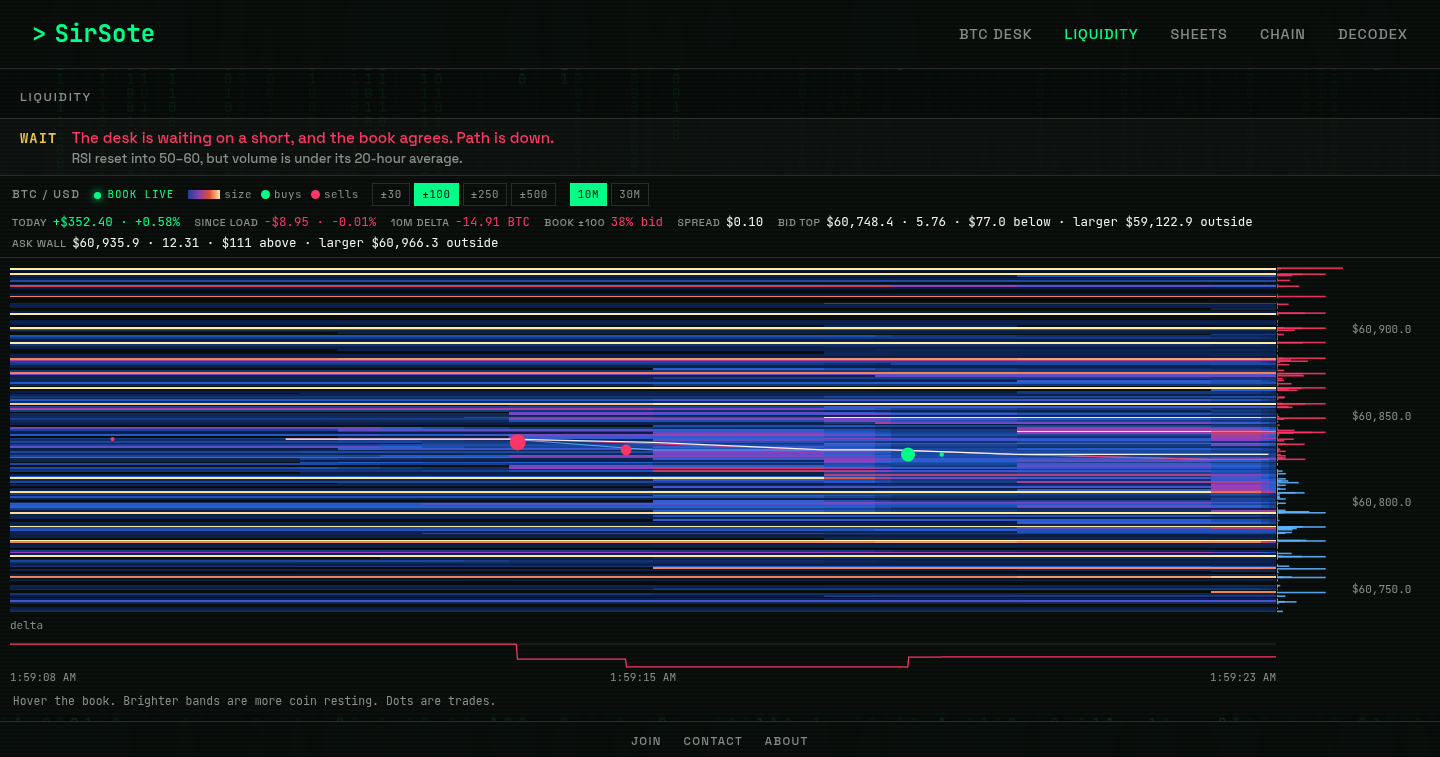 > SirSote
BTC DESK LIQUIDITY SHEETS CHAIN DECODEX
LIQUIDITY
WAIT The desk is waiting on a short, and the book agrees. Path is down.
RSI reset into 50–60, but volume is under its 20-hour average.
BTC / USD BOOK LIVE size buys sells ±30 ±100 ±250 ±500 10M 30M
TODAY +$352.40 · +0.58% SINCE LOAD -$8.95 · -0.01% 10M DELTA -14.91 BTC BOOK ±100 38% bid SPREAD $0.10 BID TOP $60,748.4 · 5.76 · $77.0 below · larger $59,122.9 outside
ASK WALL $60,935.9 · 12.31 · $111 above · larger $60,966.3 outside
$60,900.0
$60,850.0
$60,800.0
$60,750.0
delta
1:59:08 AM 1:59:15 AM 1:59:23 AM
Hover the book. Brighter bands are more coin resting. Dots are trades.
JOIN CONTACT ABOUT